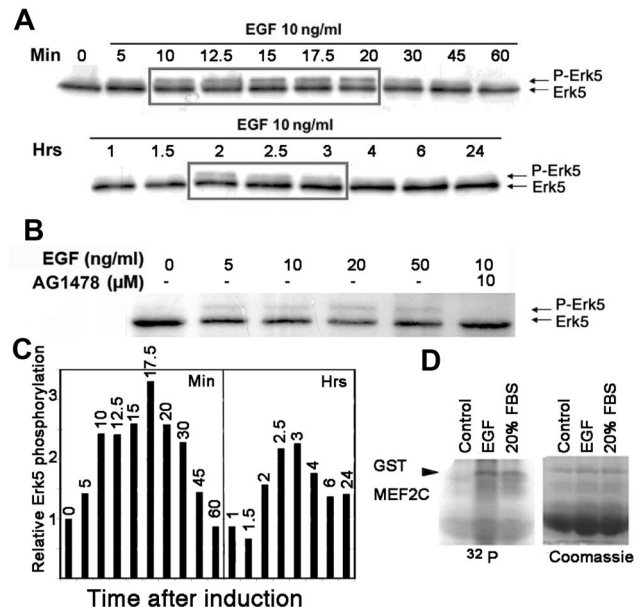 A
EGF 10 ng/ml
Min 0 5 10 12.5 15 17.5 20 30 45 60
P-Erk5
Erk5
EGF 10 ng/ml
Hrs 1 1.5 2 2.5 3 4 6 24
P-Erk5
Erk5
B
EGF (ng/ml) 0 5 10 20 50 10
AG1478 (µM) - - - - - 10
P-Erk5
Erk5
C
Relative Erk5 phosphorylation
1 2 3
Min
0 5 10 12.5 15 17.5 20 30 45 60
Hrs
1 1.5 2 2.5 3 4 6 24
Time after induction
D
Control EGF 20% FBS
Control EGF 20% FBS
GST
MEF2C
32 P
Coomassie